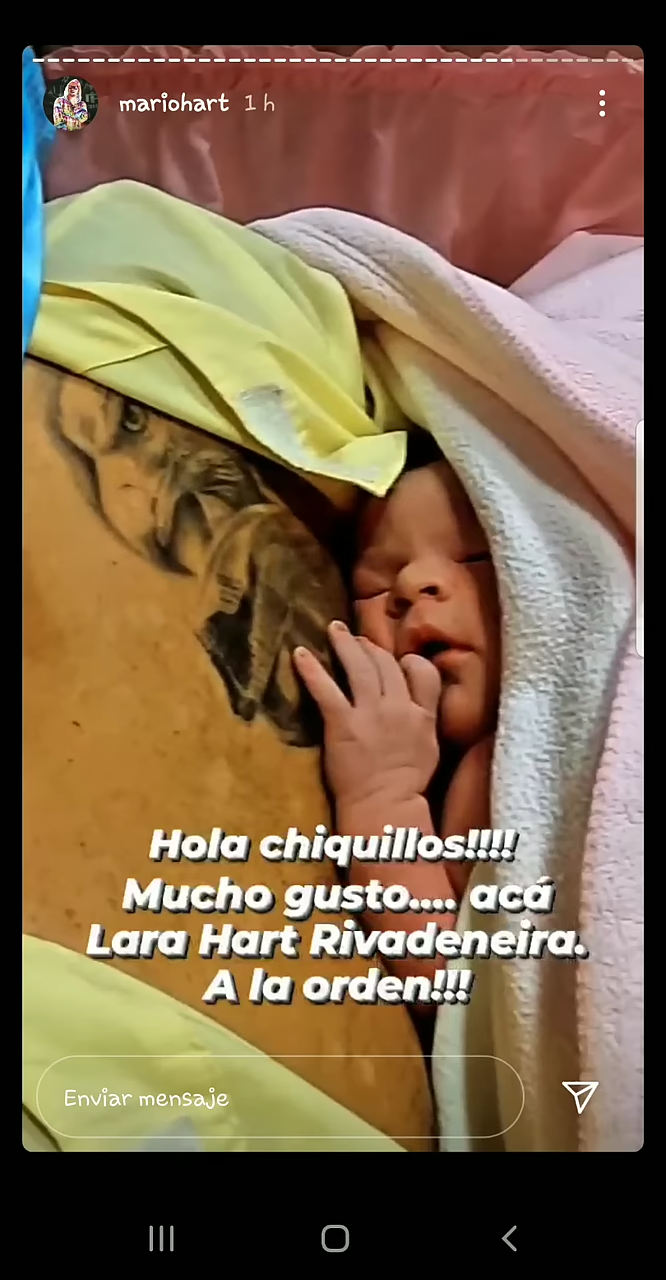 mariohart 1 h
Hola chiquillos!!!!
Mucho gusto.... acá
Lara Hart Rivadeneira.
A la orden!!!
Enviar mensaje